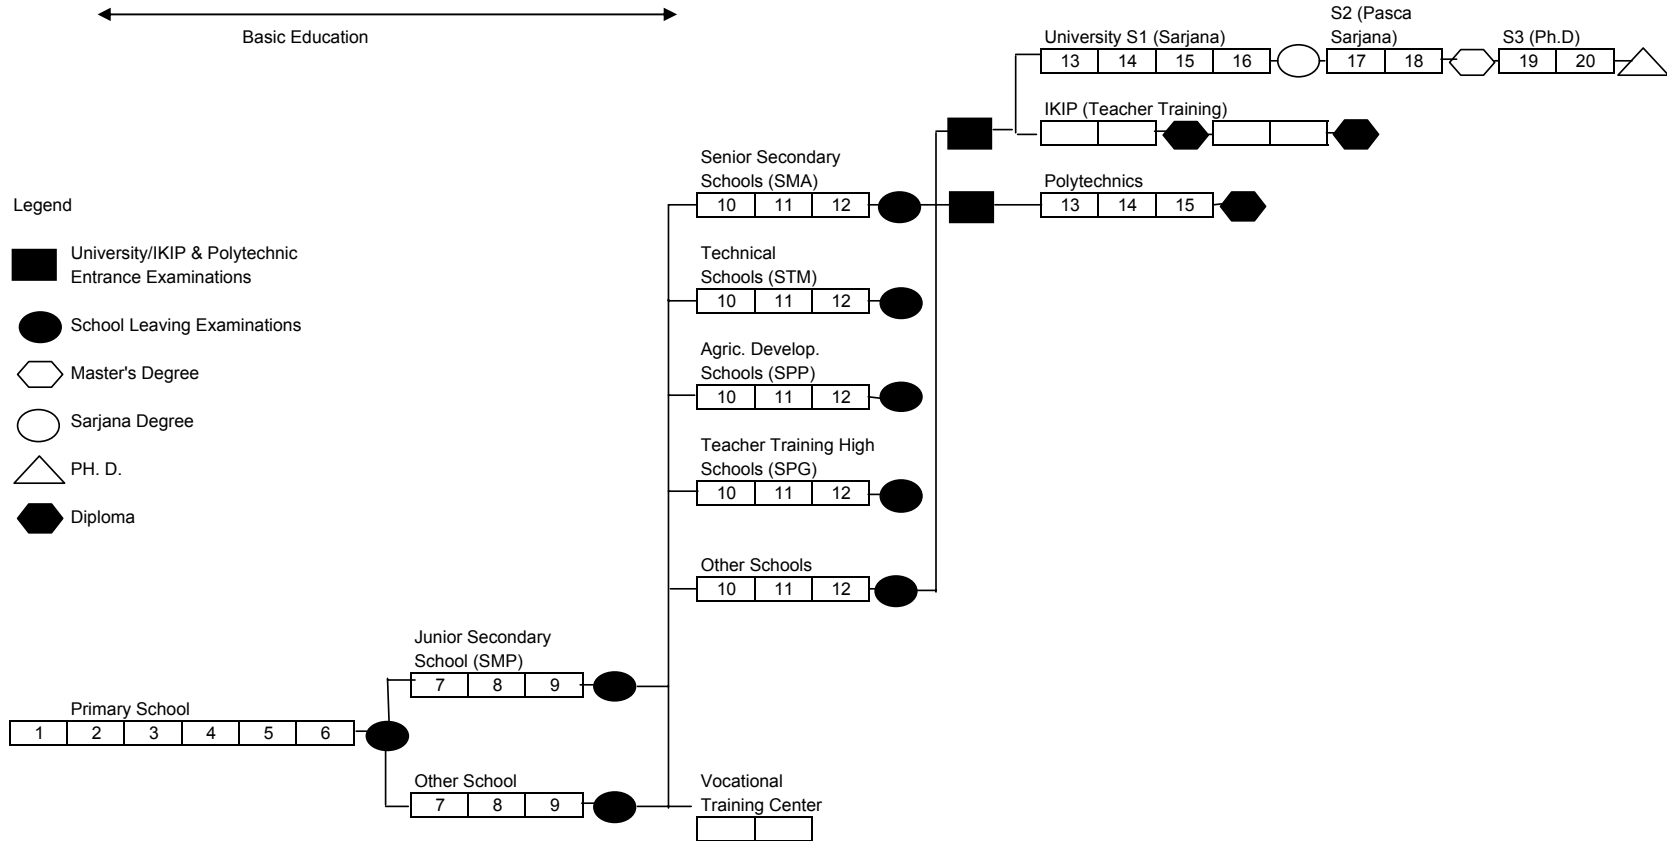 Basic Education
S2 (Pasca
Sarjana)
University S1 (Sarjana)
S3 (Ph.D)
13 14 15 16
17 18
19 20
IKIP (Teacher Training)
Senior Secondary
Schools (SMA)
10 11 12
Polytechnics
13 14 15
Legend
University/IKIP & Polytechnic
Entrance Examinations
School Leaving Examinations
Master's Degree
Sarjana Degree
PH. D.
Diploma
Technical
Schools (STM)
10 11 12
Agric. Develop.
Schools (SPP)
10 11 12
Teacher Training High
Schools (SPG)
10 11 12
Other Schools
10 11 12
Junior Secondary
School (SMP)
7 8 9
Primary School
1 2 3 4 5 6
Other School
7 8 9
Vocational
Training Center